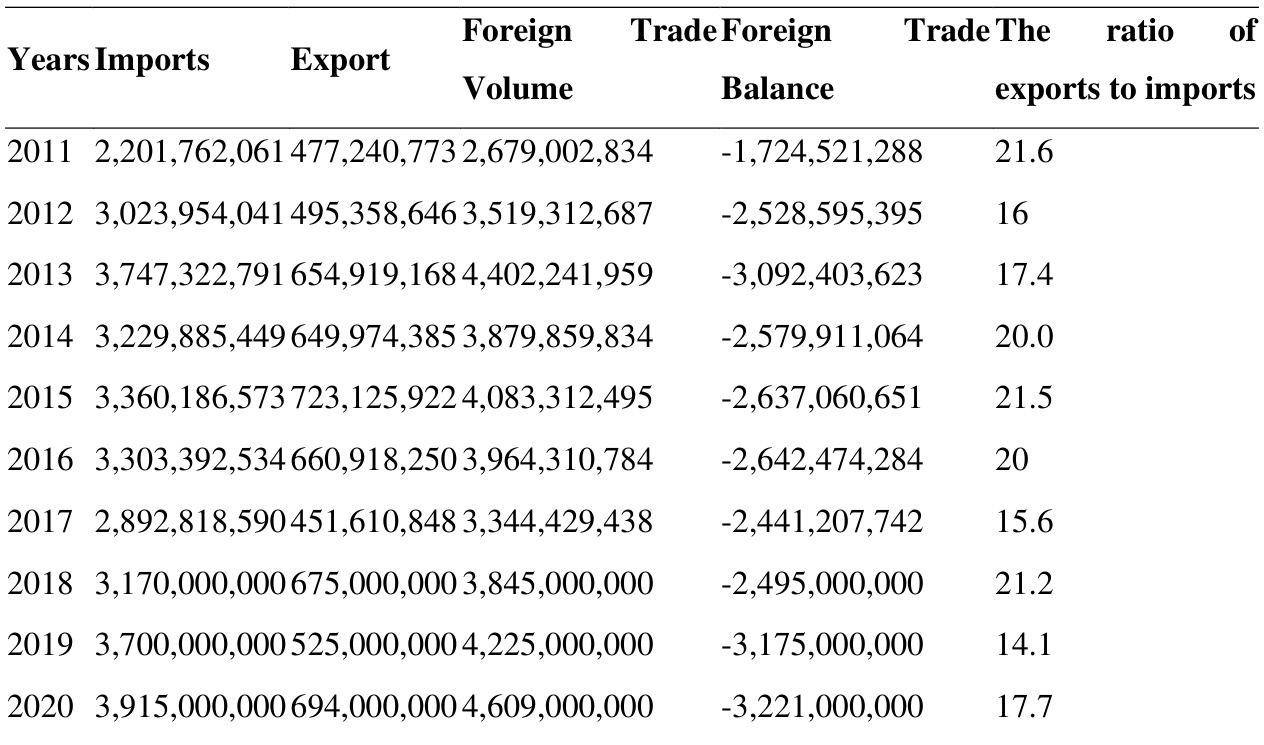 Years Imports Export Foreign Trade Volume Foreign Trade Balance The ratio of exports to imports
2011 2,201,762,061 477,240,773 2,679,002,834 -1,724,521,288 21.6
2012 3,023,954,041 495,358,646 3,519,312,687 -2,528,595,395 16
2013 3,747,322,791 654,919,168 4,402,241,959 -3,092,403,623 17.4
2014 3,229,885,449 649,974,385 3,879,859,834 -2,579,911,064 20.0
2015 3,360,186,573 723,125,922 4,083,312,495 -2,637,060,651 21.5
2016 3,303,392,534 660,918,250 3,964,310,784 -2,642,474,284 20
2017 2,892,818,590 451,610,848 3,344,429,438 -2,441,207,742 15.6
2018 3,170,000,000 675,000,000 3,845,000,000 -2,495,000,000 21.2
2019 3,700,000,000 525,000,000 4,225,000,000 -3,175,000,000 14.1
2020 3,915,000,000 694,000,000 4,609,000,000 -3,221,000,000 17.7